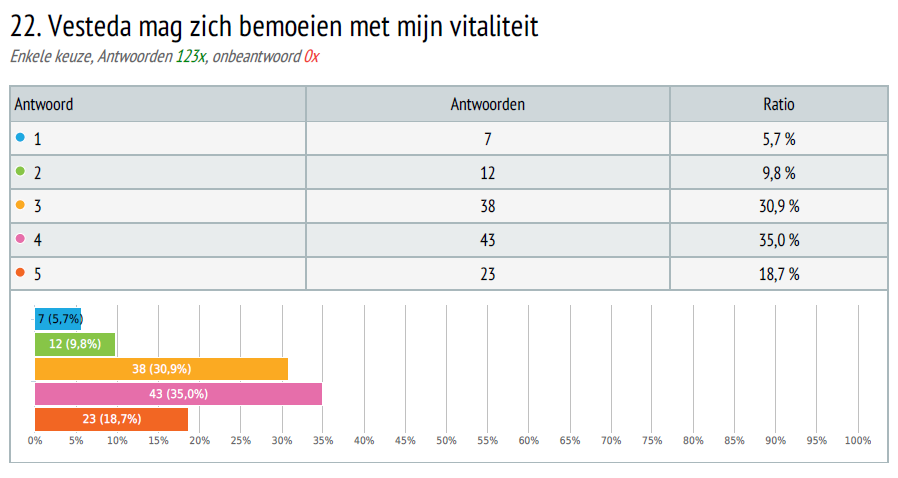 22. Vesteda mag zich bemoeien met mijn vitaliteit
Enkele keuze, Antwoorden 123x, onbeantwoord 0x
Antwoord Antwoorden Ratio
1 7 5,7 %
2 12 9,8 %
3 38 30,9 %
4 43 35,0 %
5 23 18,7 %
7 (5,7%)
12 (9,8%)
38 (30,9%)
43 (35,0%)
23 (18,7%)
0% 5% 10% 15% 20% 25% 30% 35% 40% 45% 50% 55% 60% 65% 70% 75% 80% 85% 90% 95% 100%